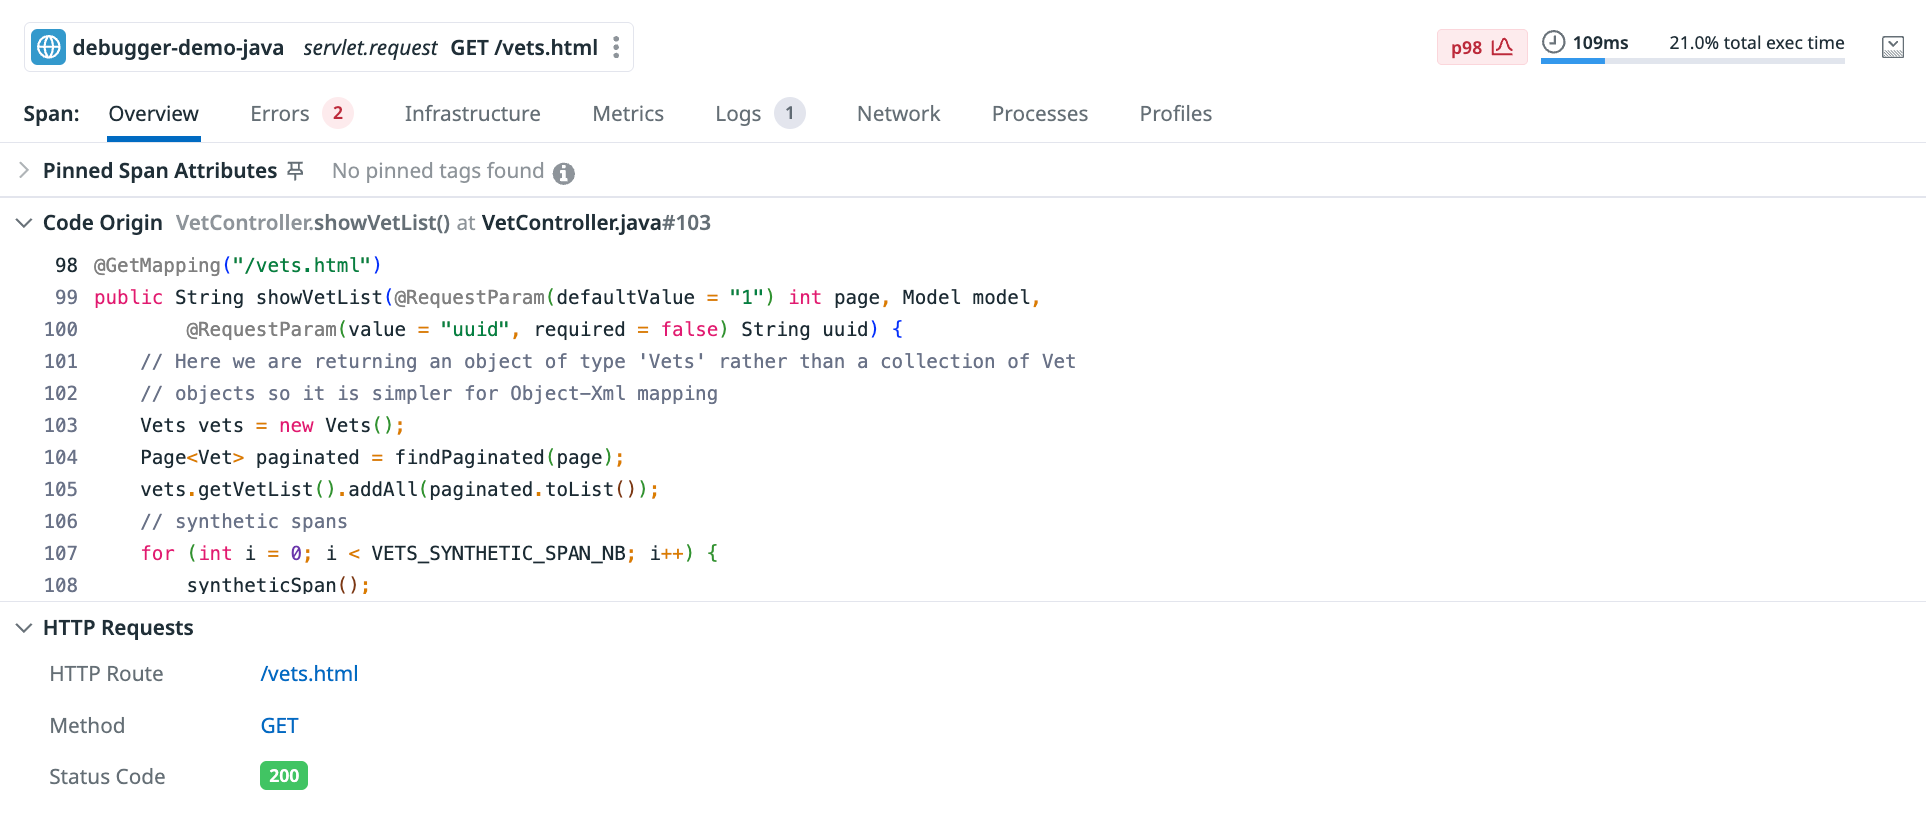 debugger-demo-java servlet.request GET /vets.html
p98 109ms 21.0% total exec time
Span: Overview Errors 2 Infrastructure Metrics Logs 1 Network Processes Profiles
Pinned Span Attributes No pinned tags found
Code Origin VetController.showVetList() at VetController.java#103
98 @GetMapping("/vets.html")
99 public String showVetList(@RequestParam(defaultValue = "1") int page, Model model,
100 @RequestParam(value = "uuid", required = false) String uuid) {
101 // Here we are returning an object of type 'Vets' rather than a collection of Vet
102 // objects so it is simpler for Object-Xml mapping
103 Vets vets = new Vets();
104 Page<Vet> paginated = findPaginated(page);
105 vets.getVetList().addAll(paginated.toList());
106 // synthetic spans
107 for (int i = 0; i < VETS_SYNTHETIC_SPAN_NB; i++) {
108 syntheticSpan();
HTTP Requests
HTTP Route /vets.html
Method GET
Status Code 200